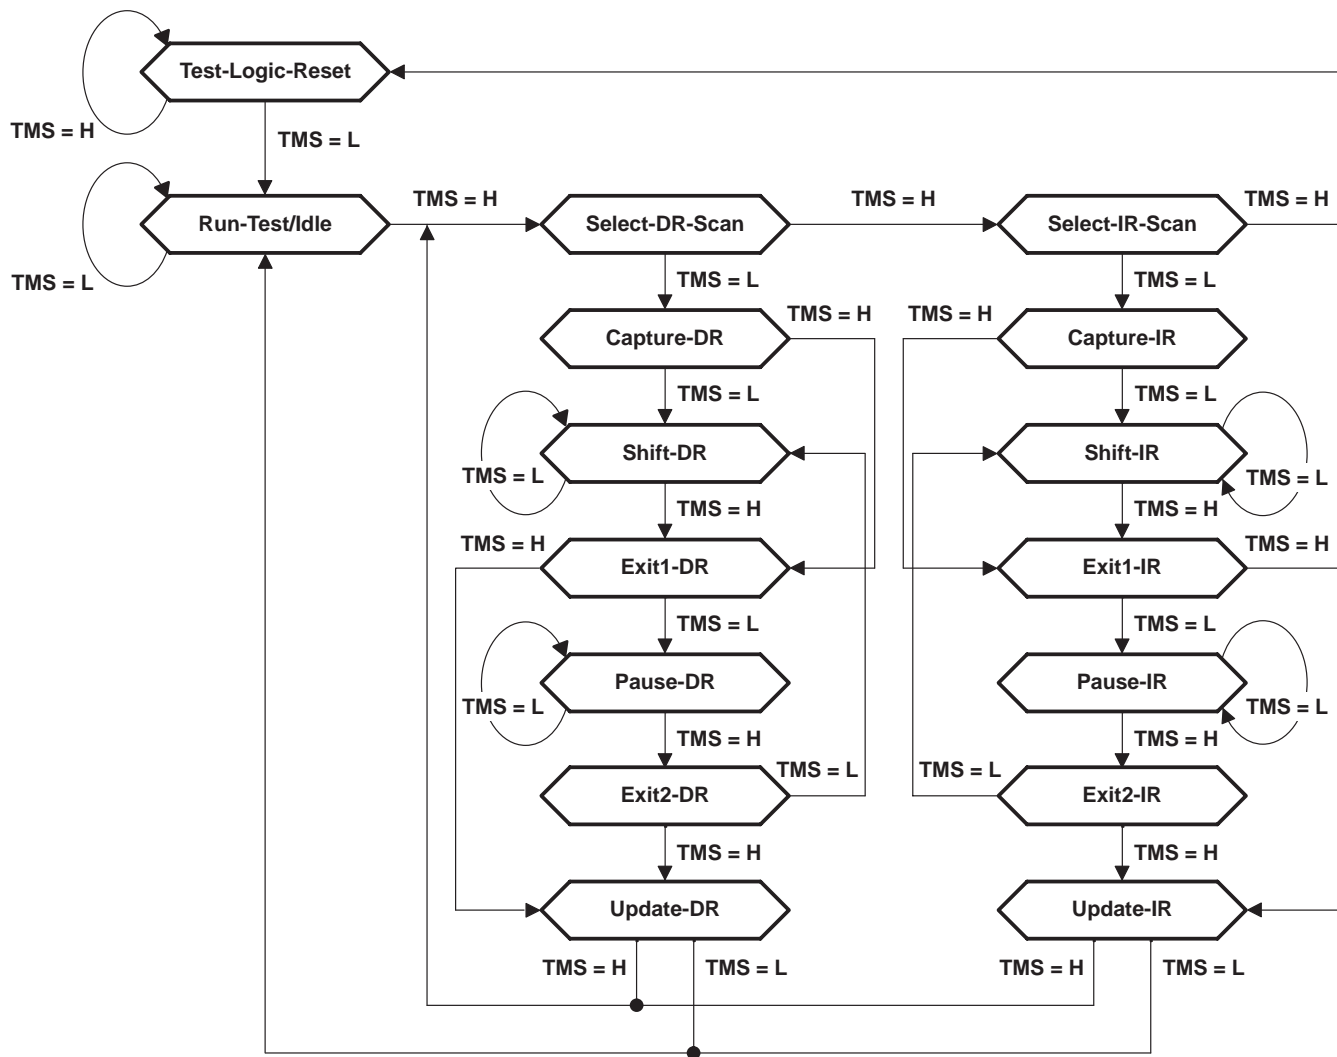 Test-Logic-Reset
TMS = H
TMS = L
Run-Test/Idle
TMS = L
TMS = H
Select-DR-Scan
TMS = H
Select-IR-Scan
TMS = H
TMS = L
TMS = L
Capture-DR
TMS = H
TMS = H
Capture-IR
TMS = L
TMS = L
Shift-DR
TMS = L
Shift-IR
TMS = L
TMS = H
TMS = H
TMS = H
Exit1-DR
Exit1-IR
TMS = H
TMS = L
TMS = L
Pause-DR
TMS = L
Pause-IR
TMS = L
TMS = H
TMS = H
Exit2-DR
TMS = L
TMS = L
Exit2-IR
TMS = H
TMS = H
Update-DR
Update-IR
TMS = H
TMS = L
TMS = H
TMS = L